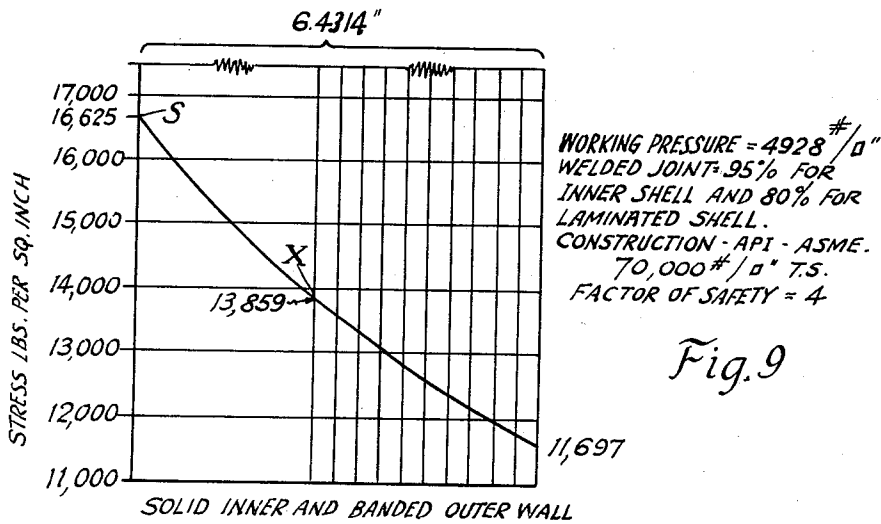 6.4314"
17,000
16,625
S
16,000
15,000
X
14,000
13,859
13,000
12,000
11,697
11,000
STRESS LBS. PER SQ. INCH
SOLID INNER AND BANDED OUTER WALL
WORKING PRESSURE = 4928 #/□"
WELDED JOINT: 95% FOR
INNER SHELL AND 80% FOR
LAMINATED SHELL.
CONSTRUCTION - API - ASME.
70,000 #/□" T.S.
FACTOR OF SAFETY = 4
Fig. 9